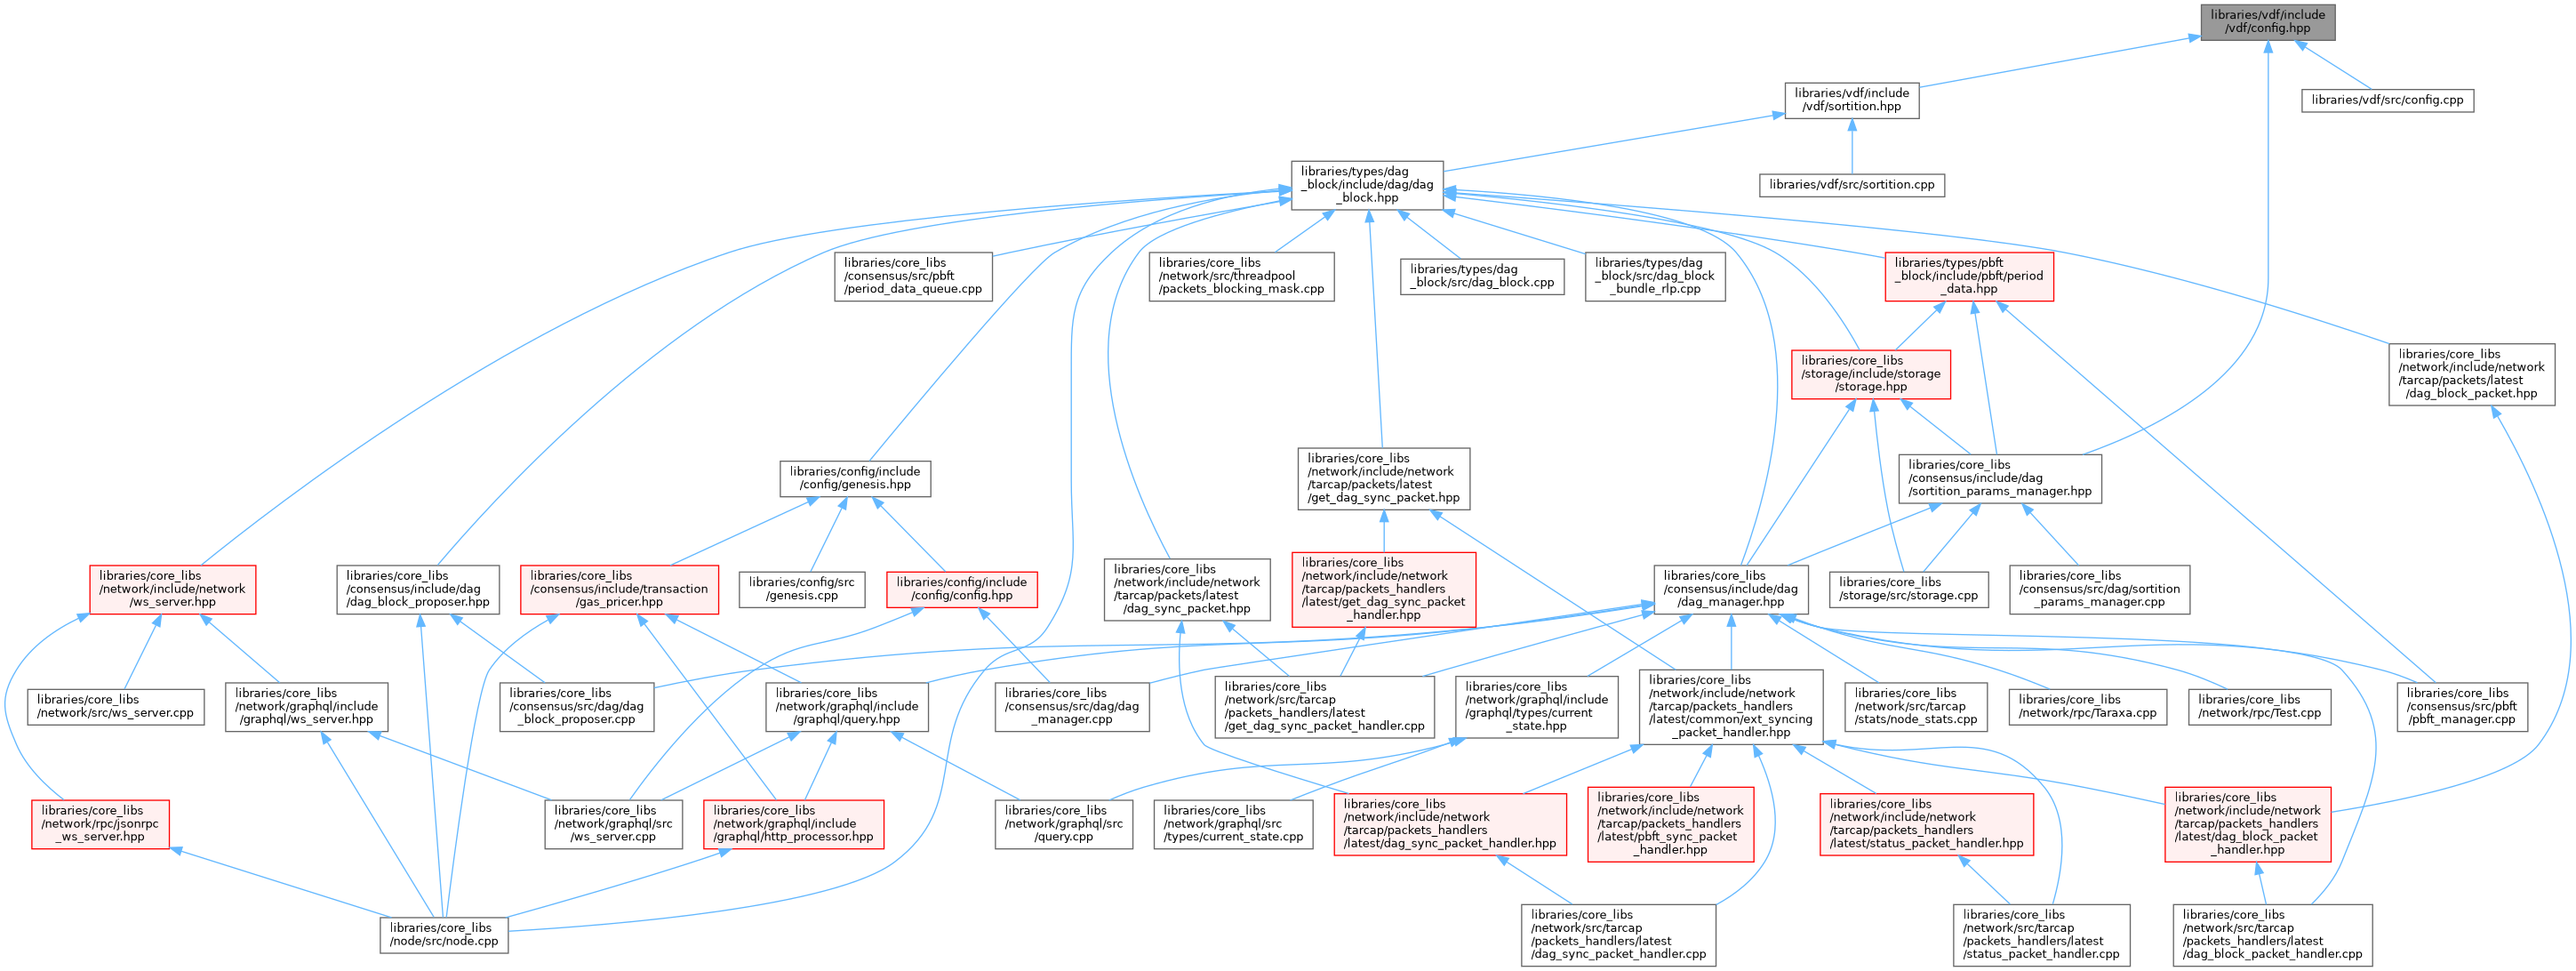 libraries/vdf/include
/vdf/config.hpp
libraries/vdf/include
/vdf/sortition.hpp
libraries/vdf/src/config.cpp
libraries/types/dag
_block/include/dag/dag
_block.hpp
libraries/vdf/src/sortition.cpp
libraries/core_libs
/consensus/src/pbft
/period_data_queue.cpp
libraries/core_libs
/network/src/threadpool
/packets_blocking_mask.cpp
libraries/types/dag
_block/src/dag_block.cpp
libraries/types/dag
_block/src/dag_block
_bundle_rlp.cpp
libraries/types/pbft
_block/include/pbft/period
_data.hpp
libraries/core_libs
/storage/include/storage
/storage.hpp
libraries/core_libs
/network/include/network
/tarcap/packets/latest
/dag_block_packet.hpp
libraries/config/include
/config/genesis.hpp
libraries/core_libs
/network/include/network
/tarcap/packets/latest
/get_dag_sync_packet.hpp
libraries/core_libs
/consensus/include/dag
/sortition_params_manager.hpp
libraries/core_libs
/network/include/network
/ws_server.hpp
libraries/core_libs
/consensus/include/dag
/dag_block_proposer.hpp
libraries/core_libs
/consensus/include/transaction
/gas_pricer.hpp
libraries/config/src
/genesis.cpp
libraries/config/include
/config/config.hpp
libraries/core_libs
/network/include/network
/tarcap/packets/latest
/dag_sync_packet.hpp
libraries/core_libs
/network/include/network
/tarcap/packets_handlers
/latest/get_dag_sync_packet
_handler.hpp
libraries/core_libs
/consensus/include/dag
/dag_manager.hpp
libraries/core_libs
/storage/src/storage.cpp
libraries/core_libs
/consensus/src/dag/sortition
_params_manager.cpp
libraries/core_libs
/network/src/ws_server.cpp
libraries/core_libs
/network/graphql/include
/graphql/ws_server.hpp
libraries/core_libs
/consensus/src/dag/dag
_block_proposer.cpp
libraries/core_libs
/network/graphql/include
/graphql/query.hpp
libraries/core_libs
/consensus/src/dag/dag
_manager.cpp
libraries/core_libs
/network/src/tarcap
/packets_handlers/latest
/get_dag_sync_packet_handler.cpp
libraries/core_libs
/network/graphql/include
/graphql/types/current
_state.hpp
libraries/core_libs
/network/include/network
/tarcap/packets_handlers
/latest/common/ext_syncing
_packet_handler.hpp
libraries/core_libs
/network/src/tarcap
/stats/node_stats.cpp
libraries/core_libs
/network/rpc/Taraxa.cpp
libraries/core_libs
/network/rpc/Test.cpp
libraries/core_libs
/consensus/src/pbft
/pbft_manager.cpp
libraries/core_libs
/network/rpc/jsonrpc
_ws_server.hpp
libraries/core_libs
/network/graphql/src
/ws_server.cpp
libraries/core_libs
/network/graphql/include
/graphql/http_processor.hpp
libraries/core_libs
/network/graphql/src
/query.cpp
libraries/core_libs
/network/graphql/src
/types/current_state.cpp
libraries/core_libs
/network/include/network
/tarcap/packets_handlers
/latest/dag_sync_packet_handler.hpp
libraries/core_libs
/network/include/network
/tarcap/packets_handlers
/latest/pbft_sync_packet
_handler.hpp
libraries/core_libs
/network/include/network
/tarcap/packets_handlers
/latest/status_packet_handler.hpp
libraries/core_libs
/network/include/network
/tarcap/packets_handlers
/latest/dag_block_packet
_handler.hpp
libraries/core_libs
/node/src/node.cpp
libraries/core_libs
/network/src/tarcap
/packets_handlers/latest
/dag_sync_packet_handler.cpp
libraries/core_libs
/network/src/tarcap
/packets_handlers/latest
/status_packet_handler.cpp
libraries/core_libs
/network/src/tarcap
/packets_handlers/latest
/dag_block_packet_handler.cpp